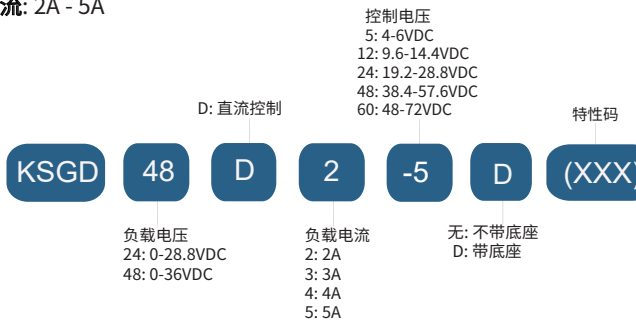 流: 2A - 5A
控制电压
5: 4-6VDC
12: 9.6-14.4VDC
24: 19.2-28.8VDC
48: 38.4-57.6VDC
60: 48-72VDC
D: 直流控制
特性码
KSGD 48 D 2 -5 D (XXX)
负载电压
24: 0-28.8VDC
48: 0-36VDC
负载电流
2: 2A
3: 3A
4: 4A
5: 5A
无: 不带底座
D: 带底座